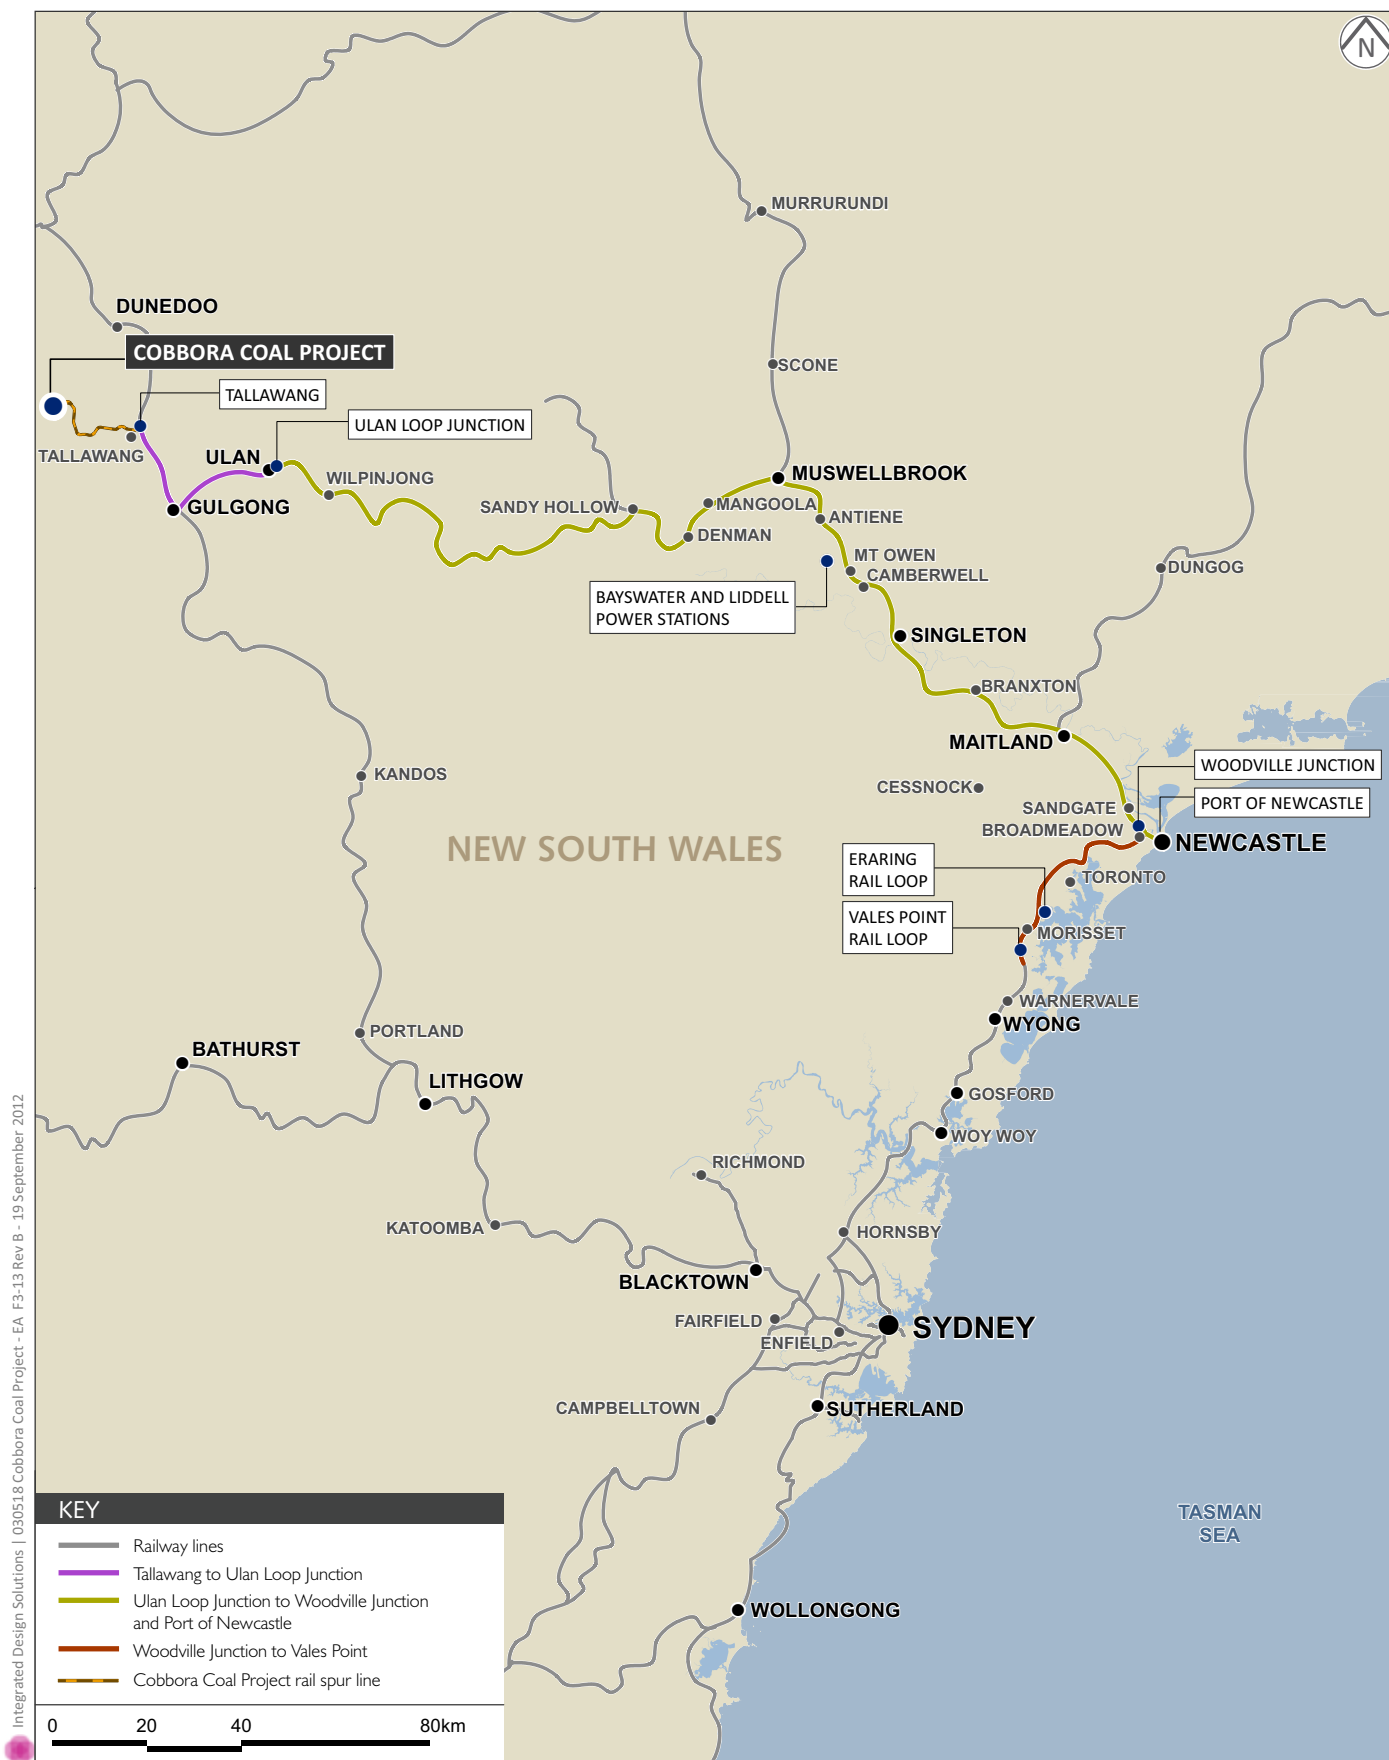 N
MURRURUNDI
DUNEDOO
COBBORA COAL PROJECT
SCONE
TALLAWANG
ULAN LOOP JUNCTION
TALLAWANG
ULAN
WILPINJONG
MUSWELLBROOK
GULGONG
SANDY HOLLOW
MANGOOLA
ANTIENE
DENMAN
MT OWEN
CAMBERWELL
DUNGOG
BAYSWATER AND LIDDELL
POWER STATIONS
SINGLETON
BRANXTON
MAITLAND
WOODVILLE JUNCTION
KANDOS
CESSNOCK
PORT OF NEWCASTLE
SANDGATE
BROADMEADOW
NEWCASTLE
NEW SOUTH WALES
ERARING
RAIL LOOP
TORONTO
VALES POINT
RAIL LOOP
MORISSET
WARNERVALE
WYONG
PORTLAND
BATHURST
LITHGOW
GOSFORD
WOY WOY
RICHMOND
KATOOMBA
HORNSBY
BLACKTOWN
FAIRFIELD
ENFIELD
SYDNEY
CAMPBELLTOWN
SUTHERLAND
TASMAN
SEA
WOLLONGONG
KEY
Railway lines
Tallawang to Ulan Loop Junction
Ulan Loop Junction to Woodville Junction
and Port of Newcastle
Woodville Junction to Vales Point
Cobbora Coal Project rail spur line
0 20 40 80km
Integrated Design Solutions | 030518 Cobbora Coal Project - EA F3-13 Rev B - 19 September 2012